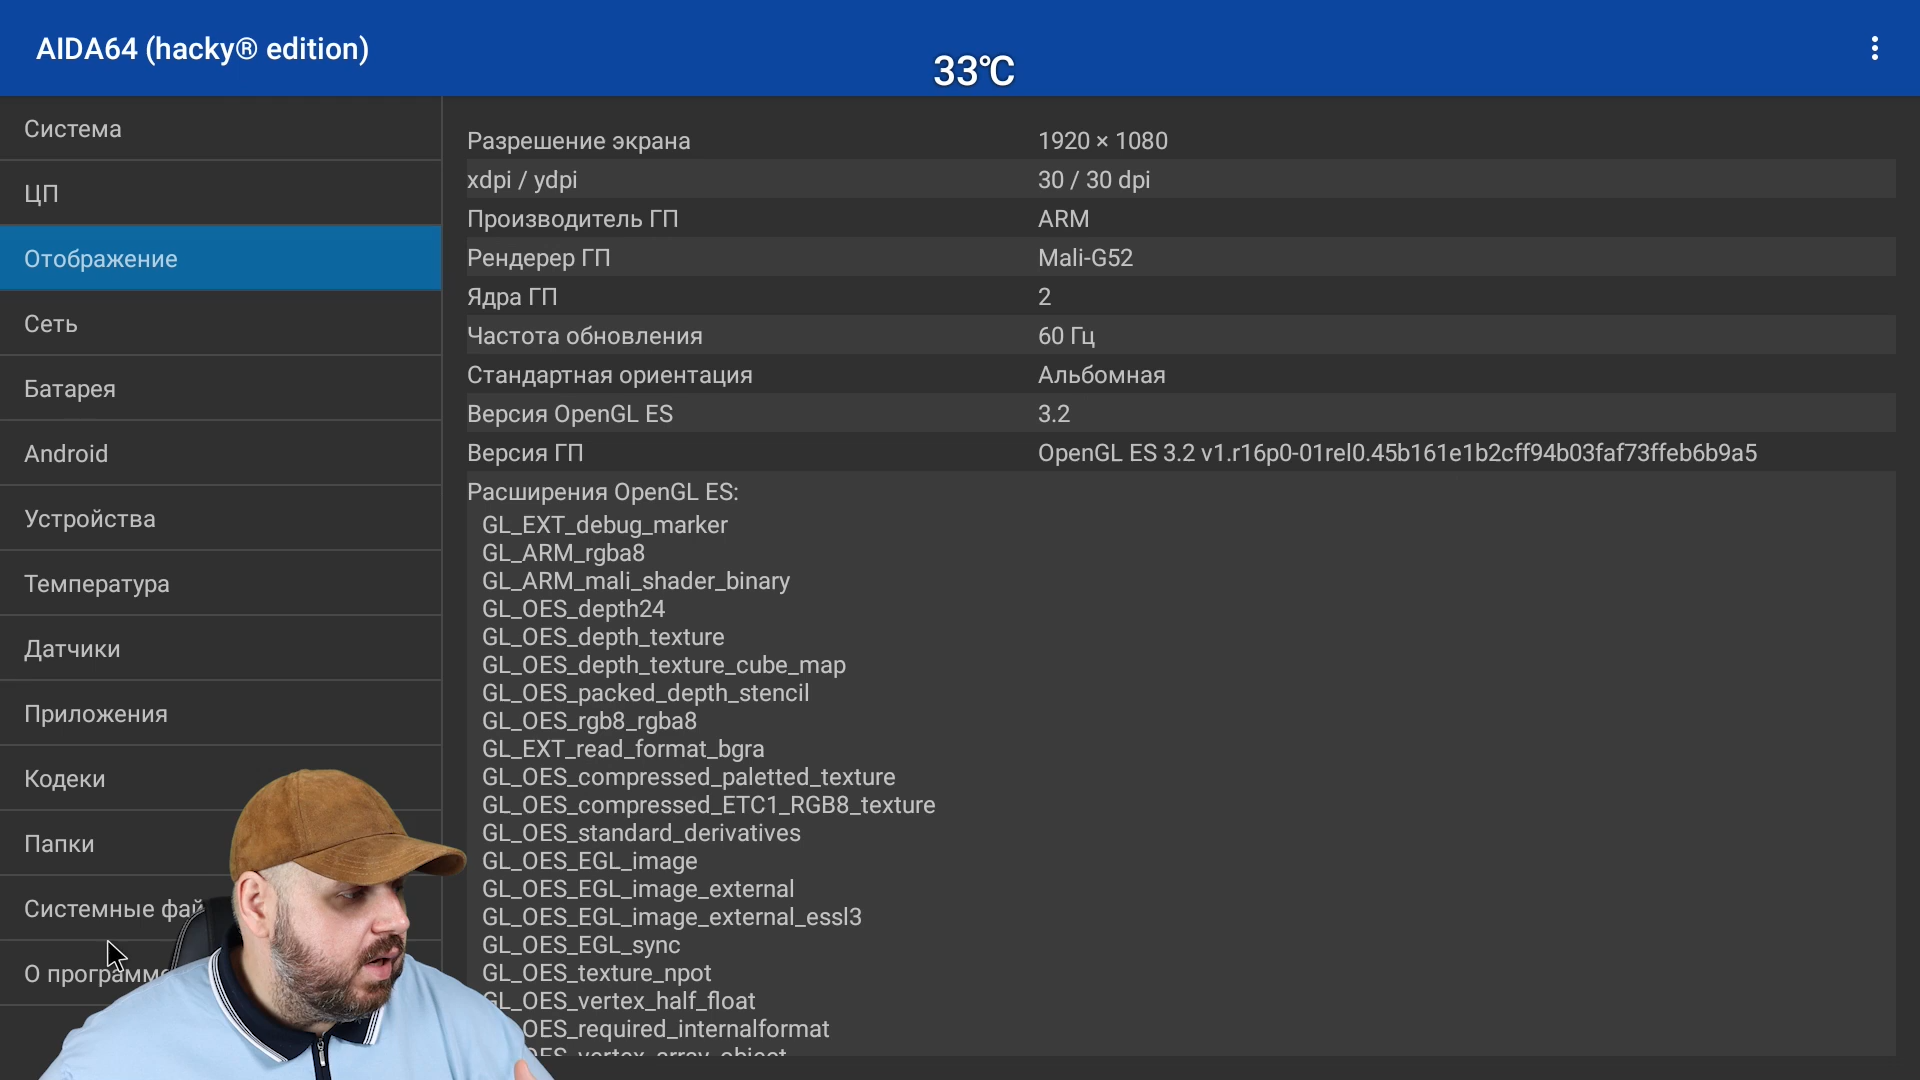 AIDA64 (hacky® edition)
33℃
Система
ЦП
Отображение
Сеть
Батарея
Android
Устройства
Температура
Датчики
Приложения
Кодеки
Папки
Системные фай
О программе
Разрешение экрана 1920 × 1080
xdpi / ydpi 30 / 30 dpi
Производитель ГП ARM
Рендерер ГП Mali-G52
Ядра ГП 2
Частота обновления 60 Гц
Стандартная ориентация Альбомная
Версия OpenGL ES 3.2
Версия ГП OpenGL ES 3.2 v1.r16p0-01rel0.45b161e1b2cff94b03faf73ffeb6b9a5
Расширения OpenGL ES:
GL_EXT_debug_marker
GL_ARM_rgba8
GL_ARM_mali_shader_binary
GL_OES_depth24
GL_OES_depth_texture
GL_OES_depth_texture_cube_map
GL_OES_packed_depth_stencil
GL_OES_rgb8_rgba8
GL_EXT_read_format_bgra
GL_OES_compressed_paletted_texture
GL_OES_compressed_ETC1_RGB8_texture
GL_OES_standard_derivatives
GL_OES_EGL_image
GL_OES_EGL_image_external
GL_OES_EGL_image_external_essl3
GL_OES_EGL_sync
GL_OES_texture_npot
GL_OES_vertex_half_float
OES_required_internalformat
OES_vertex_array_object